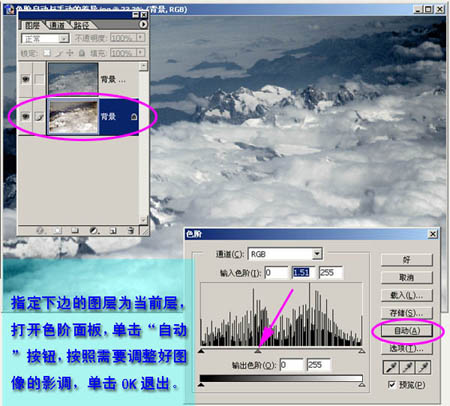 色阶自动与手动的差异.jpg @ 33.3% (背景, RGB)
图层 通道 路径
正常 不透明度: 100%
锁定: 填充: 100%
背景 ...
背景
色阶
通道(C): RGB
输入色阶(I): 0 1.51 255
输出色阶(O): 0 255
好
取消
载入(L)...
存储(S)...
自动(A)
选项(T)...
预览(P)
指定下边的图层为当前层，
打开色阶面板，单击“自动
”按钮，按照需要调整好图
像的影调，单击 OK 退出。